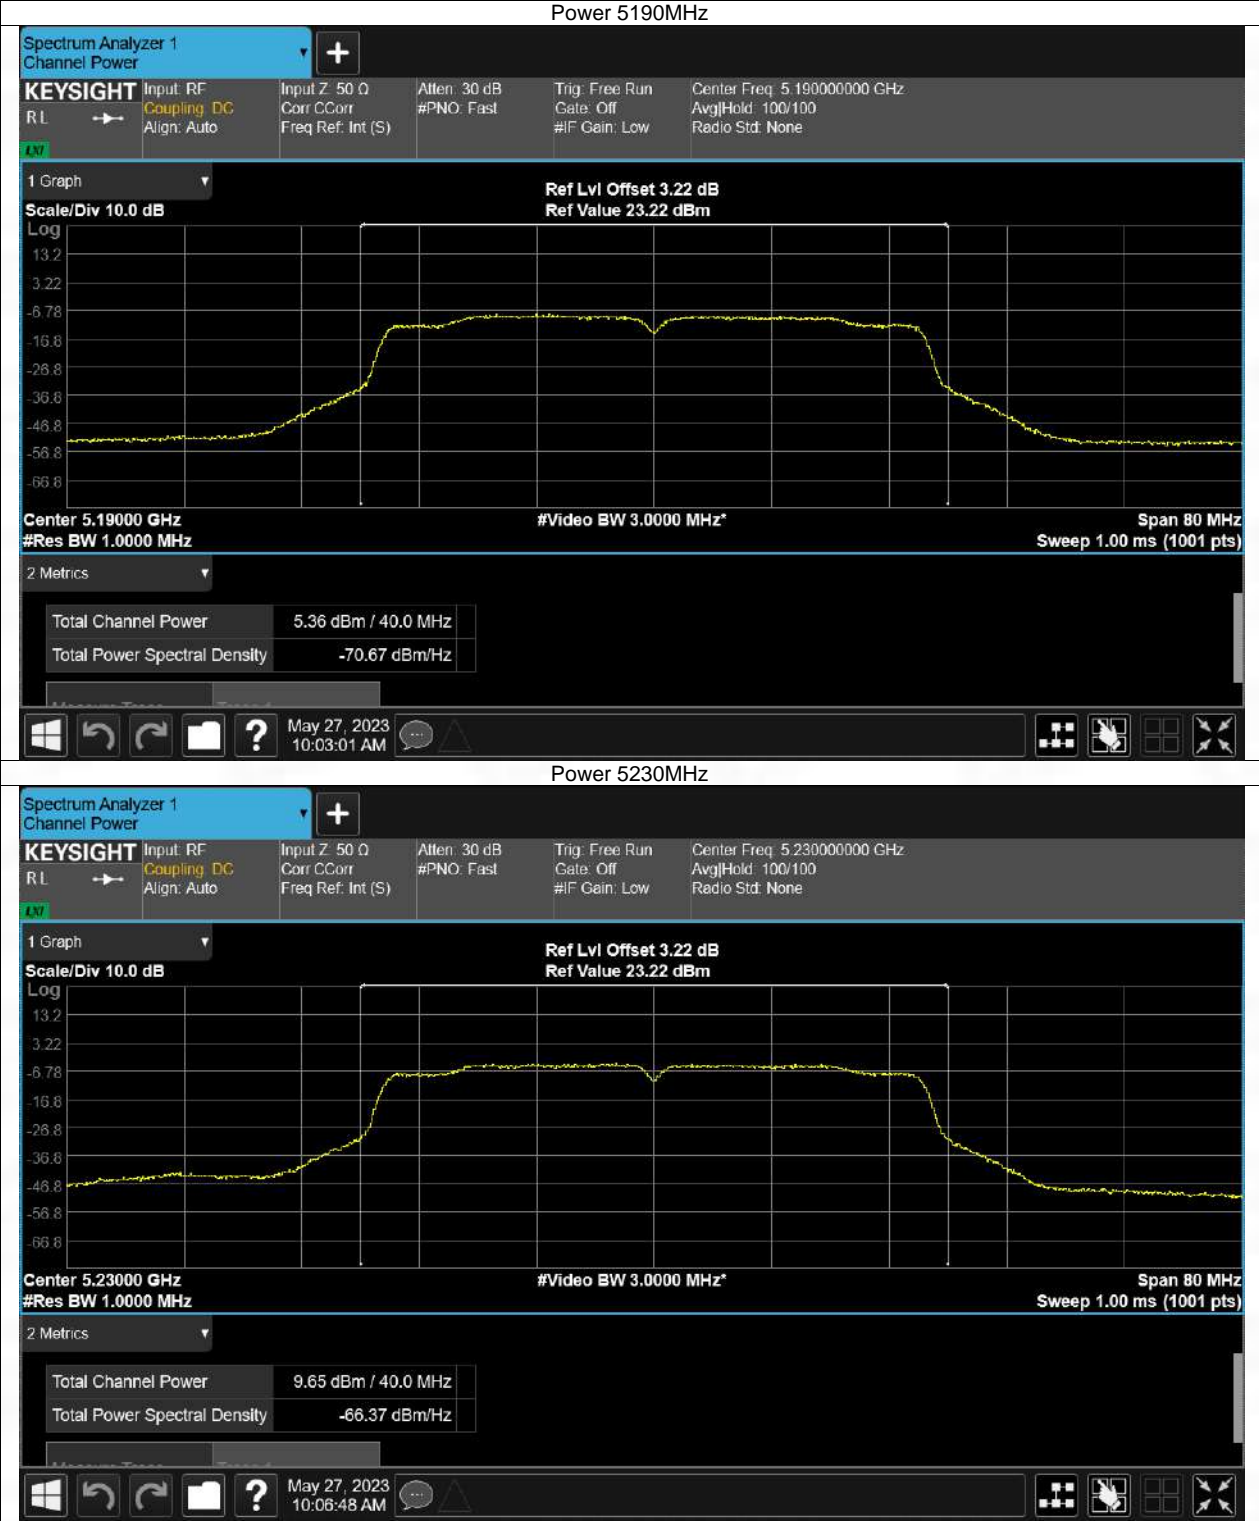 Power 5190MHz
Spectrum Analyzer 1
Channel Power
KEYSIGHT Input: RF Input Z: 50 Ω Atten: 30 dB Trig: Free Run Center Freq: 5.190000000 GHz
RL Coupling: DC Corr CCorr #PNO: Fast Gate: Off Avg|Hold: 100/100
Align: Auto Freq Ref: Int (S) #IF Gain: Low Radio Std: None
LXI
1 Graph
Ref Lvl Offset 3.22 dB
Scale/Div 10.0 dB Ref Value 23.22 dBm
Log
13.2
3.22
-6.78
-16.8
-26.8
-36.8
-46.8
-56.8
-66.8
Center 5.19000 GHz #Video BW 3.0000 MHz* Span 80 MHz
#Res BW 1.0000 MHz Sweep 1.00 ms (1001 pts)
2 Metrics
Total Channel Power 5.36 dBm / 40.0 MHz
Total Power Spectral Density -70.67 dBm/Hz
May 27, 2023
10:03:01 AM
Power 5230MHz
Spectrum Analyzer 1
Channel Power
KEYSIGHT Input: RF Input Z: 50 Ω Atten: 30 dB Trig: Free Run Center Freq: 5.230000000 GHz
RL Coupling: DC Corr CCorr #PNO: Fast Gate: Off Avg|Hold: 100/100
Align: Auto Freq Ref: Int (S) #IF Gain: Low Radio Std: None
LXI
1 Graph
Ref Lvl Offset 3.22 dB
Scale/Div 10.0 dB Ref Value 23.22 dBm
Log
13.2
3.22
-6.78
-16.8
-26.8
-36.8
-46.8
-56.8
-66.8
Center 5.23000 GHz #Video BW 3.0000 MHz* Span 80 MHz
#Res BW 1.0000 MHz Sweep 1.00 ms (1001 pts)
2 Metrics
Total Channel Power 9.65 dBm / 40.0 MHz
Total Power Spectral Density -66.37 dBm/Hz
May 27, 2023
10:06:48 AM